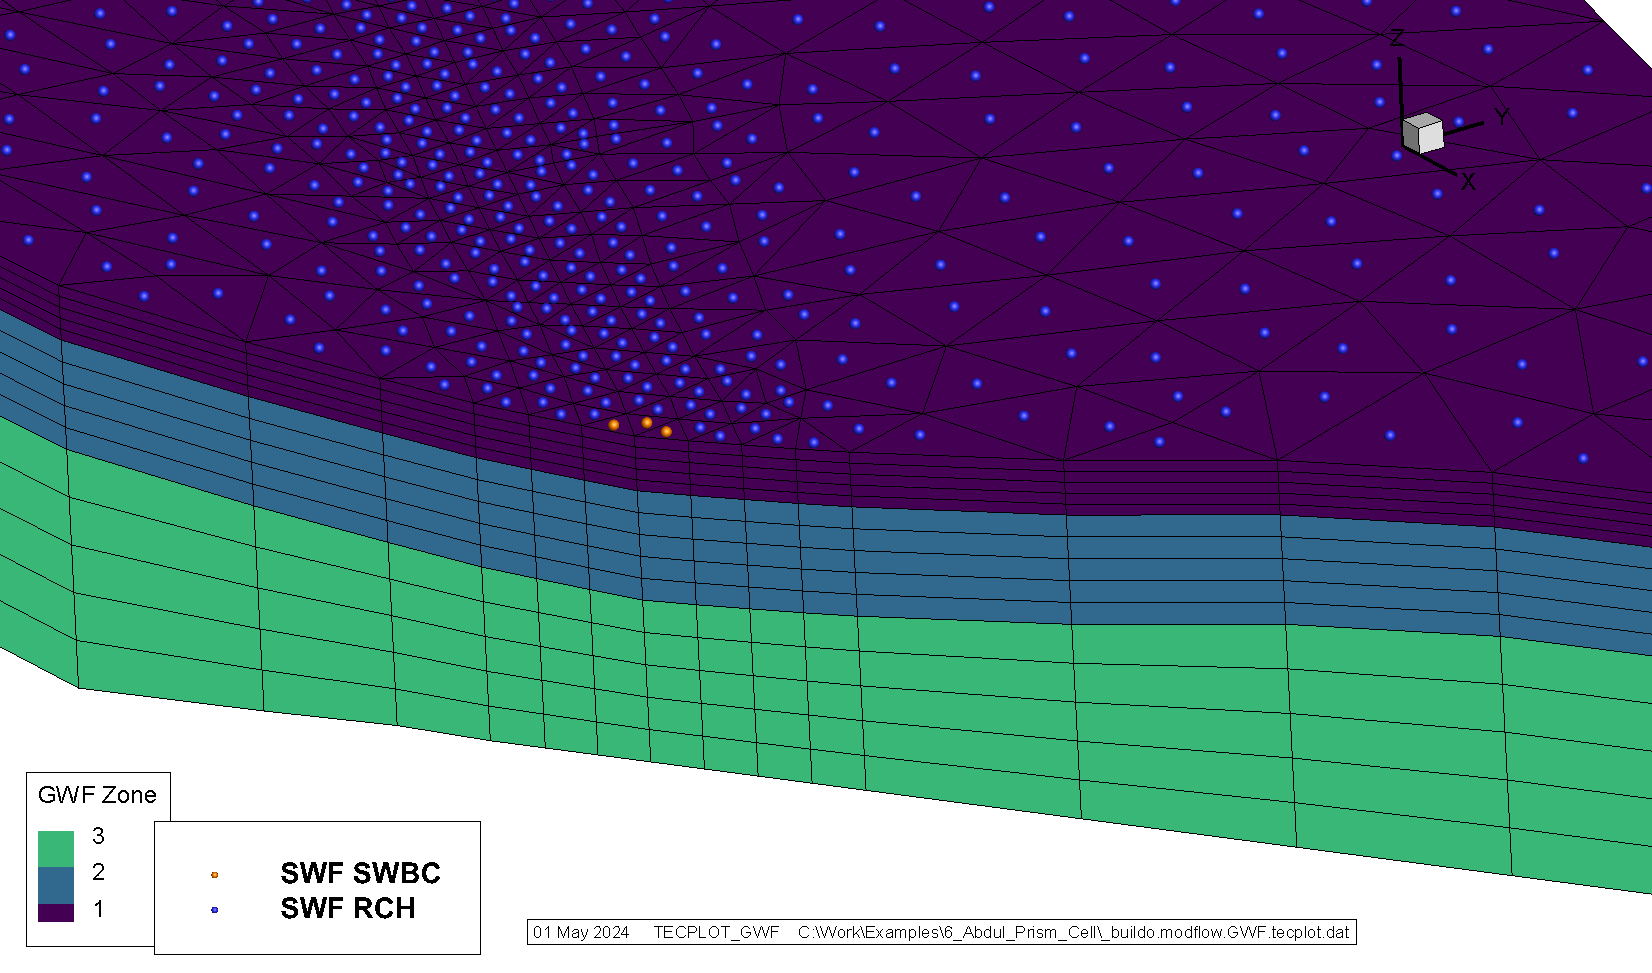 Z
Y
X
GWF Zone
3
2
1
SWF SWBC
SWF RCH
01 May 2024 TECPLOT_GWF C:\Work\Examples\6_Abdul_Prism_Cell\_buildo.modflow.GWF.tecplot.dat